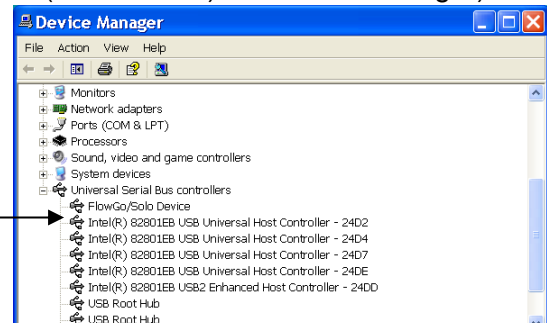 Device Manager
File Action View Help
Monitors
Network adapters
Ports (COM & LPT)
Processors
Sound, video and game controllers
System devices
Universal Serial Bus controllers
FlowGo/Solo Device
Intel(R) 82801EB USB Universal Host Controller - 24D2
Intel(R) 82801EB USB Universal Host Controller - 24D4
Intel(R) 82801EB USB Universal Host Controller - 24D7
Intel(R) 82801EB USB Universal Host Controller - 24DE
Intel(R) 82801EB USB2 Enhanced Host Controller - 24DD
USB Root Hub
USB Root Hub